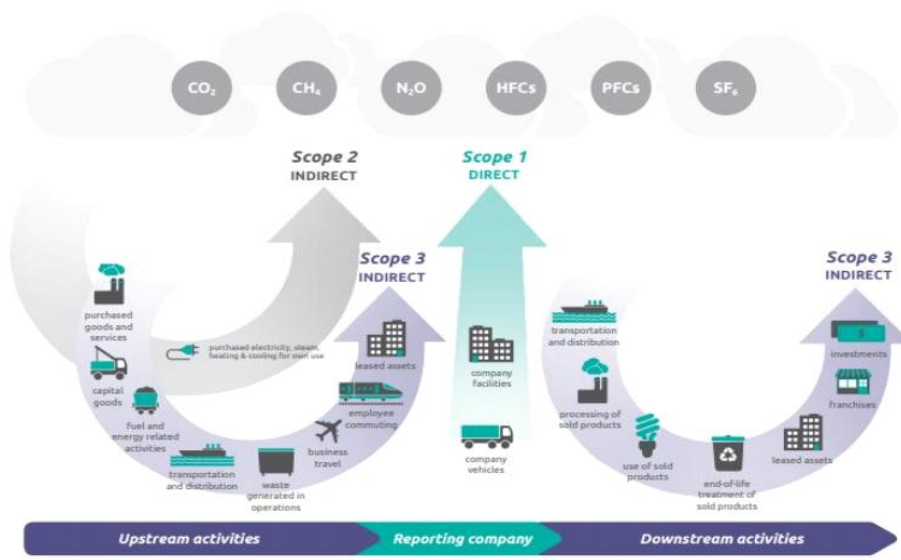 CO₂ CH₄ N₂O HFCs PFCs SF₆
Scope 2
INDIRECT
Scope 1
DIRECT
Scope 3
INDIRECT
Scope 3
INDIRECT
purchased
goods and
services
capital
goods
fuel and
energy related
activities
transportation
and distribution
waste
generated in
operations
business
travel
employee
commuting
leased assets
purchased electricity, steam,
heating & cooling for own use
company
facilities
company
vehicles
transportation
and distribution
processing of
sold products
use of sold
products
end-of-life
treatment of
sold products
leased assets
franchises
$
investments
Upstream activities
Reporting company
Downstream activities